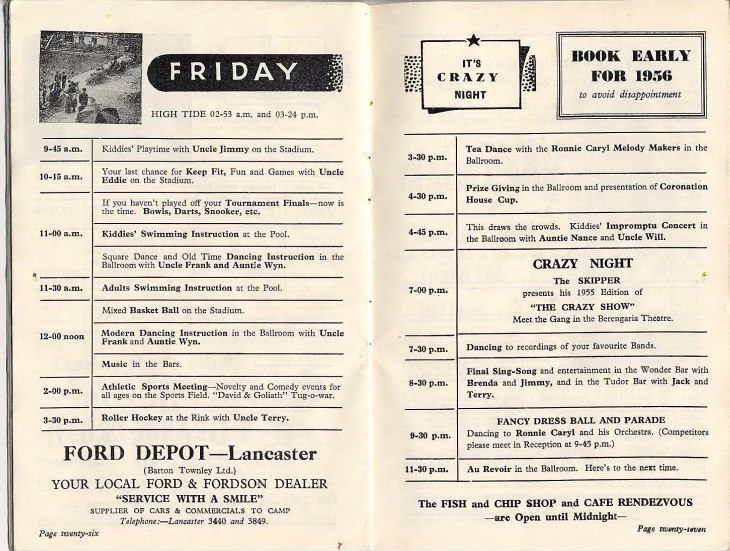 FRIDAY
HIGH TIDE 02-53 a.m. and 03-24 p.m.
9-45 a.m. Kiddies' Playtime with Uncle Jimmy on the Stadium.
10-15 a.m. Your last chance for Keep Fit, Fun and Games with Uncle
Eddie on the Stadium.
If you haven't played off your Tournament Finals—now is
the time. Bowls, Darts, Snooker, etc.
11-00 a.m. Kiddies' Swimming Instruction at the Pool.
Square Dance and Old Time Dancing Instruction in the
Ballroom with Uncle Frank and Auntie Wyn.
11-30 a.m. Adults Swimming Instruction at the Pool.
Mixed Basket Ball on the Stadium.
12-00 noon Modern Dancing Instruction in the Ballroom with Uncle
Frank and Auntie Wyn.
Music in the Bars.
2-00 p.m. Athletic Sports Meeting—Novelty and Comedy events for
all ages on the Sports Field. "David & Goliath" Tug-o-war.
3-30 p.m. Roller Hockey at the Rink with Uncle Terry.
FORD DEPOT—Lancaster
(Barton Townley Ltd.)
YOUR LOCAL FORD & FORDSON DEALER
"SERVICE WITH A SMILE"
SUPPLIER OF CARS & COMMERCIALS TO CAMP
Telephone:—Lancaster 3440 and 3849.
Page twenty-six
IT'S
CRAZY
NIGHT
BOOK EARLY
FOR 1956
to avoid disappointment
3-30 p.m. Tea Dance with the Ronnie Caryl Melody Makers in the
Ballroom.
4-30 p.m. Prize Giving in the Ballroom and presentation of Coronation
House Cup.
4-45 p.m. This draws the crowds. Kiddies' Impromptu Concert in
the Ballroom with Auntie Nance and Uncle Will.
CRAZY NIGHT
The SKIPPER
7-00 p.m. presents his 1955 Edition of
"THE CRAZY SHOW"
Meet the Gang in the Berengaria Theatre.
7-30 p.m. Dancing to recordings of your favourite Bands.
8-30 p.m. Final Sing-Song and entertainment in the Wonder Bar with
Brenda and Jimmy, and in the Tudor Bar with Jack and
Terry.
FANCY DRESS BALL AND PARADE
9-30 p.m. Dancing to Ronnie Caryl and his Orchestra. (Competitors
please meet in Reception at 9-45 p.m.)
11-30 p.m. Au Revoir in the Ballroom. Here's to the next time.
The FISH and CHIP SHOP and CAFE RENDEZVOUS
—are Open until Midnight—
Page twenty-seven